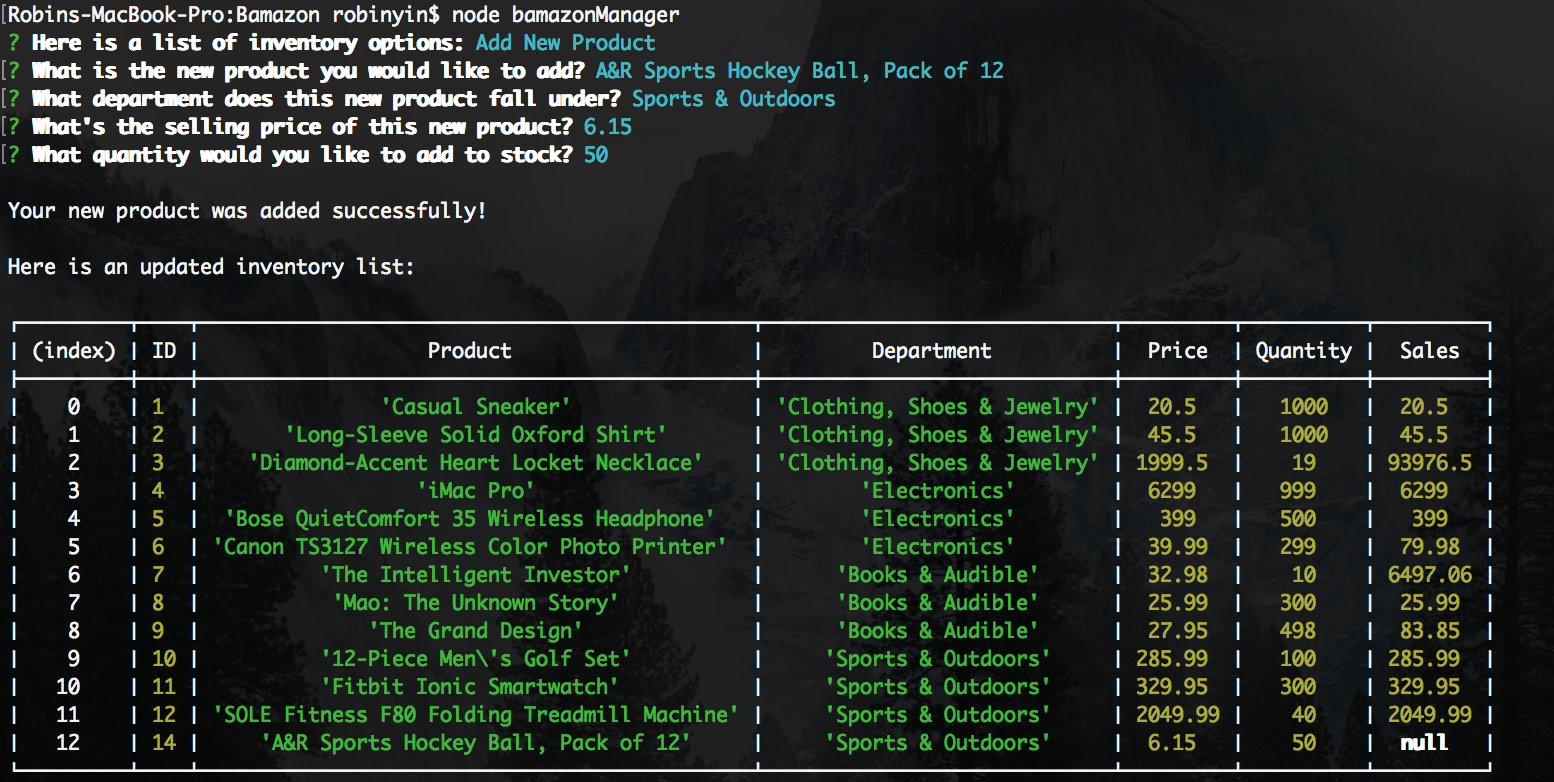 [Robins-MacBook-Pro:Bamazon robinyin$ node bamazonManager
? Here is a list of inventory options: Add New Product
[? What is the new product you would like to add? A&R Sports Hockey Ball, Pack of 12
[? What department does this new product fall under? Sports & Outdoors
[? What's the selling price of this new product? 6.15
[? What quantity would you like to add to stock? 50
Your new product was added successfully!
Here is an updated inventory list:
| (index) | ID | Product | Department | Price | Quantity | Sales |
| 0 | 1 | 'Casual Sneaker' | 'Clothing, Shoes & Jewelry' | 20.5 | 1000 | 20.5 |
| 1 | 2 | 'Long-Sleeve Solid Oxford Shirt' | 'Clothing, Shoes & Jewelry' | 45.5 | 1000 | 45.5 |
| 2 | 3 | 'Diamond-Accent Heart Locket Necklace' | 'Clothing, Shoes & Jewelry' | 1999.5 | 19 | 93976.5 |
| 3 | 4 | 'iMac Pro' | 'Electronics' | 6299 | 999 | 6299 |
| 4 | 5 | 'Bose QuietComfort 35 Wireless Headphone' | 'Electronics' | 399 | 500 | 399 |
| 5 | 6 | 'Canon TS3127 Wireless Color Photo Printer' | 'Electronics' | 39.99 | 299 | 79.98 |
| 6 | 7 | 'The Intelligent Investor' | 'Books & Audible' | 32.98 | 10 | 6497.06 |
| 7 | 8 | 'Mao: The Unknown Story' | 'Books & Audible' | 25.99 | 300 | 25.99 |
| 8 | 9 | 'The Grand Design' | 'Books & Audible' | 27.95 | 498 | 83.85 |
| 9 | 10 | '12-Piece Men\'s Golf Set' | 'Sports & Outdoors' | 285.99 | 100 | 285.99 |
| 10 | 11 | 'Fitbit Ionic Smartwatch' | 'Sports & Outdoors' | 329.95 | 300 | 329.95 |
| 11 | 12 | 'SOLE Fitness F80 Folding Treadmill Machine' | 'Sports & Outdoors' | 2049.99 | 40 | 2049.99 |
| 12 | 14 | 'A&R Sports Hockey Ball, Pack of 12' | 'Sports & Outdoors' | 6.15 | 50 | null |